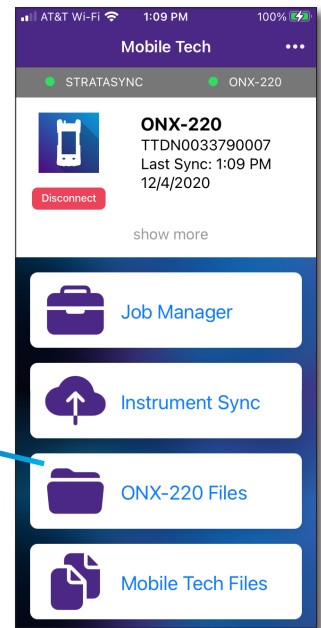 AT&T Wi-Fi 1:09 PM 100%
Mobile Tech
STRATASYNC ONX-220
ONX-220
TTDN0033790007
Last Sync: 1:09 PM
12/4/2020
Disconnect
show more
Job Manager
Instrument Sync
ONX-220 Files
Mobile Tech Files